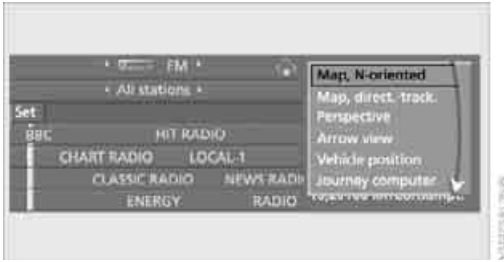 FM
All stations
Set
BBC HIT RADIO
CHART RADIO LOCAL-1
CLASSIC RADIO NEWS RADI
ENERGY RADIO
Map, N-oriented
Map, direct.-track.
Perspective
Arrow view
Vehicle position
Journey computer